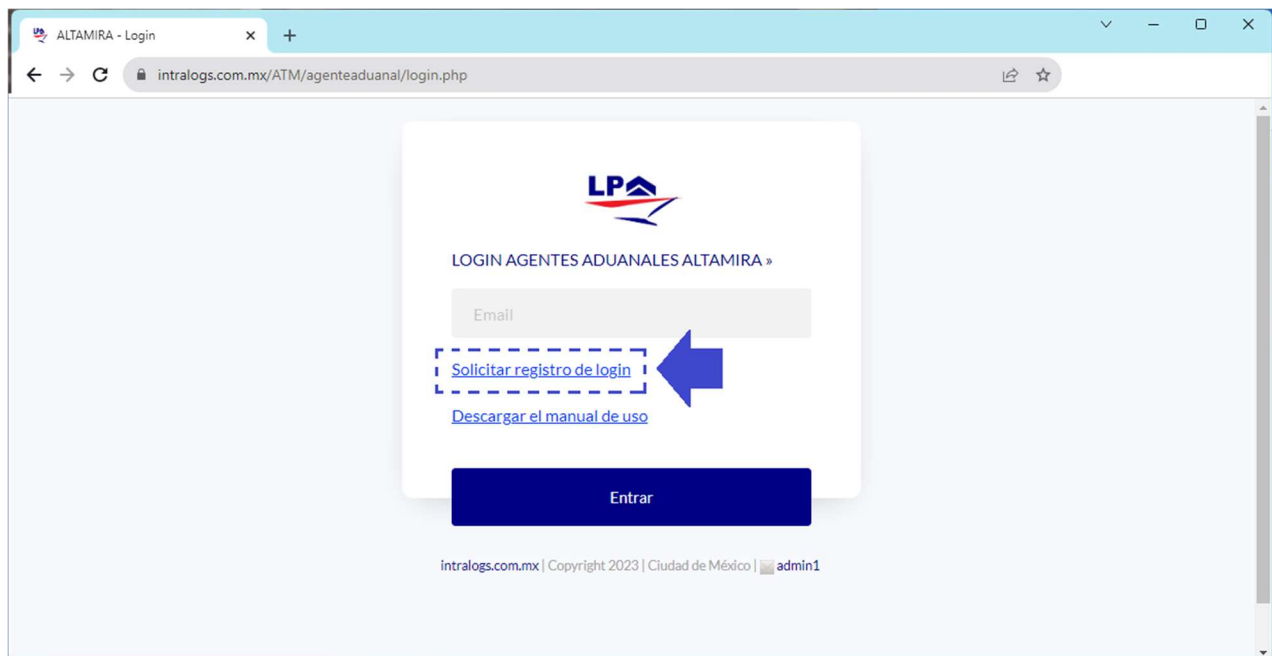 ALTAMIRA - Login
intralogs.com.mx/ATM/agenteaduanal/login.php
LPA
LOGIN AGENTES ADUANALES ALTAMIRA »
Email
Solicitar registro de login
Descargar el manual de uso
Entrar
intralogs.com.mx | Copyright 2023 | Ciudad de México | admin1